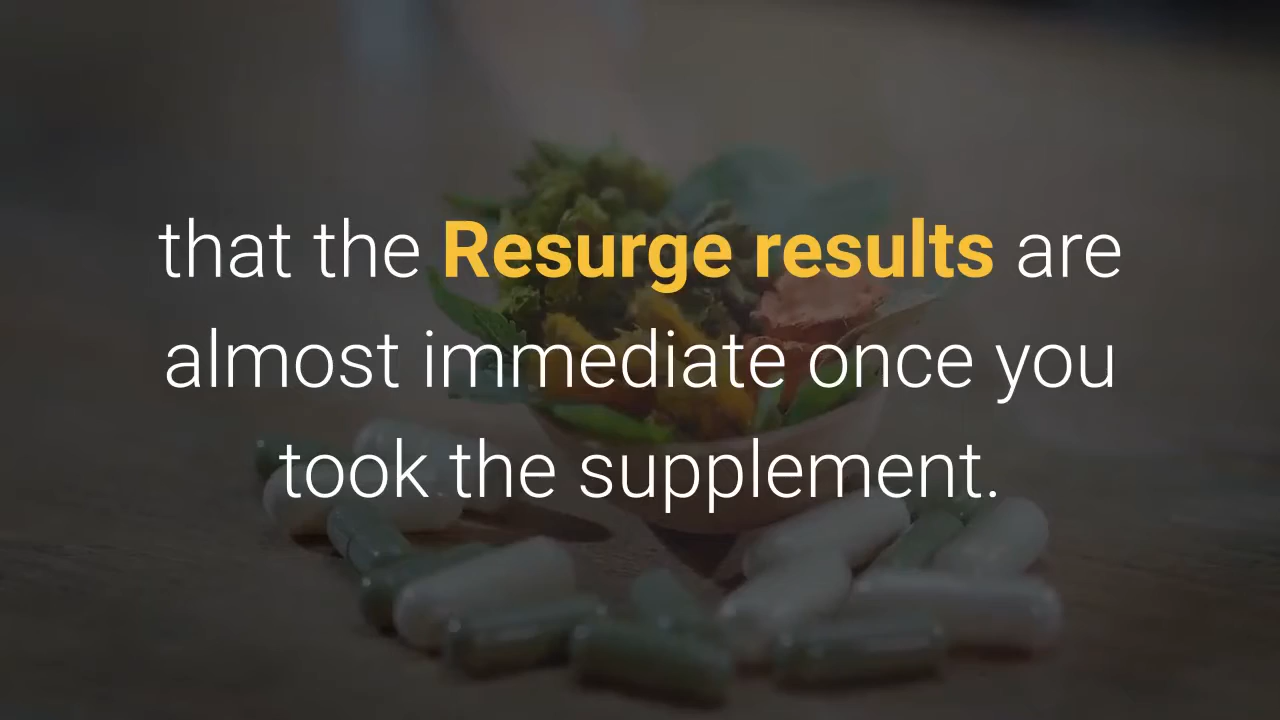 that the Resurge results are
almost immediate once you
took the supplement.